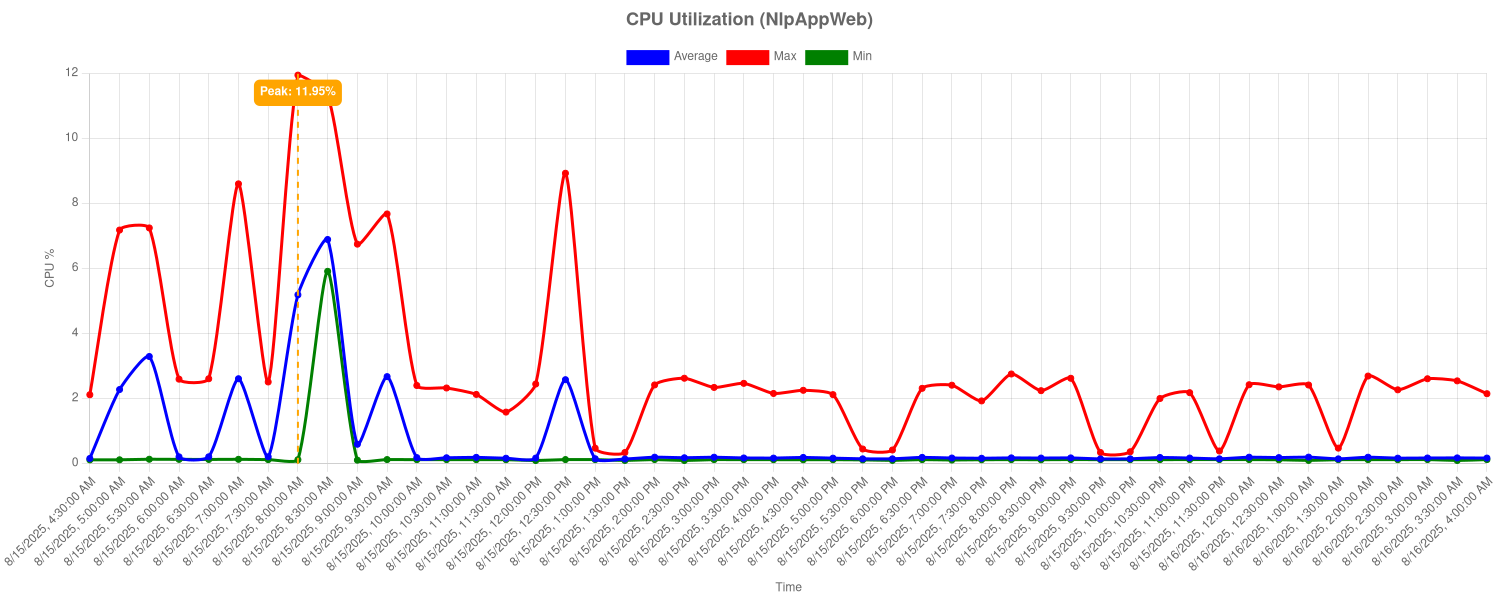 CPU Utilization (NlpAppWeb)
Average Max Min
12
Peak: 11.95%
10
8
6
4
2
0
CPU %
8/15/2025, 4:30:00 AM
8/15/2025, 5:00:00 AM
8/15/2025, 5:30:00 AM
8/15/2025, 6:00:00 AM
8/15/2025, 6:30:00 AM
8/15/2025, 7:00:00 AM
8/15/2025, 7:30:00 AM
8/15/2025, 8:00:00 AM
8/15/2025, 8:30:00 AM
8/15/2025, 9:00:00 AM
8/15/2025, 9:30:00 AM
8/15/2025, 10:00:00 AM
8/15/2025, 10:30:00 AM
8/15/2025, 11:00:00 AM
8/15/2025, 11:30:00 AM
8/15/2025, 12:00:00 PM
8/15/2025, 12:30:00 PM
8/15/2025, 1:00:00 PM
8/15/2025, 1:30:00 PM
8/15/2025, 2:00:00 PM
8/15/2025, 2:30:00 PM
8/15/2025, 3:00:00 PM
8/15/2025, 3:30:00 PM
8/15/2025, 4:00:00 PM
8/15/2025, 4:30:00 PM
8/15/2025, 5:00:00 PM
8/15/2025, 5:30:00 PM
8/15/2025, 6:00:00 PM
8/15/2025, 6:30:00 PM
8/15/2025, 7:00:00 PM
8/15/2025, 7:30:00 PM
8/15/2025, 8:00:00 PM
8/15/2025, 8:30:00 PM
8/15/2025, 9:00:00 PM
8/15/2025, 9:30:00 PM
8/15/2025, 10:00:00 PM
8/15/2025, 10:30:00 PM
8/15/2025, 11:00:00 PM
8/15/2025, 11:30:00 PM
8/16/2025, 12:00:00 AM
8/16/2025, 12:30:00 AM
8/16/2025, 1:00:00 AM
8/16/2025, 1:30:00 AM
8/16/2025, 2:00:00 AM
8/16/2025, 2:30:00 AM
8/16/2025, 3:00:00 AM
8/16/2025, 3:30:00 AM
8/16/2025, 4:00:00 AM
Time